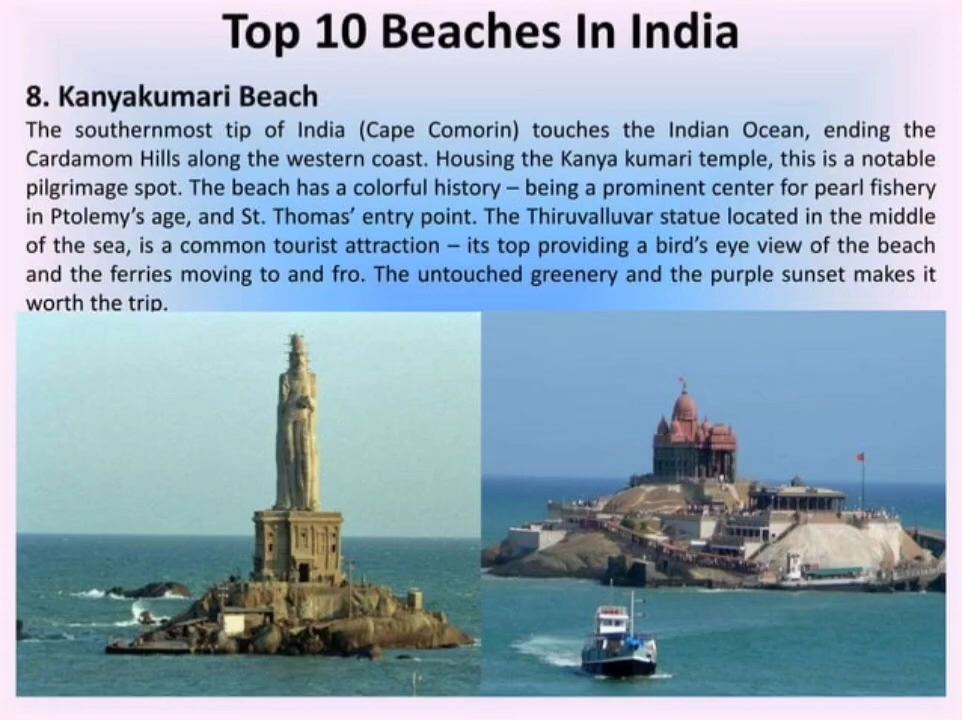 Top 10 Beaches In India
8. Kanyakumari Beach
The southernmost tip of India (Cape Comorin) touches the Indian Ocean, ending the
Cardamom Hills along the western coast. Housing the Kanya kumari temple, this is a notable
pilgrimage spot. The beach has a colorful history – being a prominent center for pearl fishery
in Ptolemy’s age, and St. Thomas’ entry point. The Thiruvalluvar statue located in the middle
of the sea, is a common tourist attraction – its top providing a bird’s eye view of the beach
and the ferries moving to and fro. The untouched greenery and the purple sunset makes it
worth the trip.